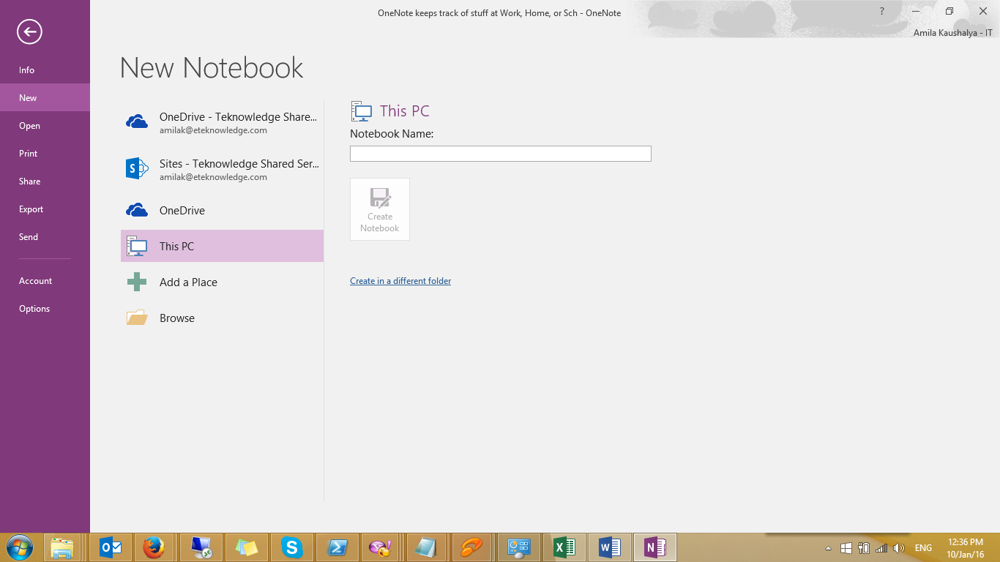 OneNote keeps track of stuff at Work, Home, or Sch - OneNote
?
Amila Kaushalya - IT
Info
New
Open
Print
Share
Export
Send
Account
Options
New Notebook
OneDrive - Teknowledge Share...
amilak@eteknowledge.com
Sites - Teknowledge Shared Ser...
amilak@eteknowledge.com
OneDrive
This PC
Add a Place
Browse
This PC
Notebook Name:
Create
Notebook
Create in a different folder
ENG
12:36 PM
10/Jan/16